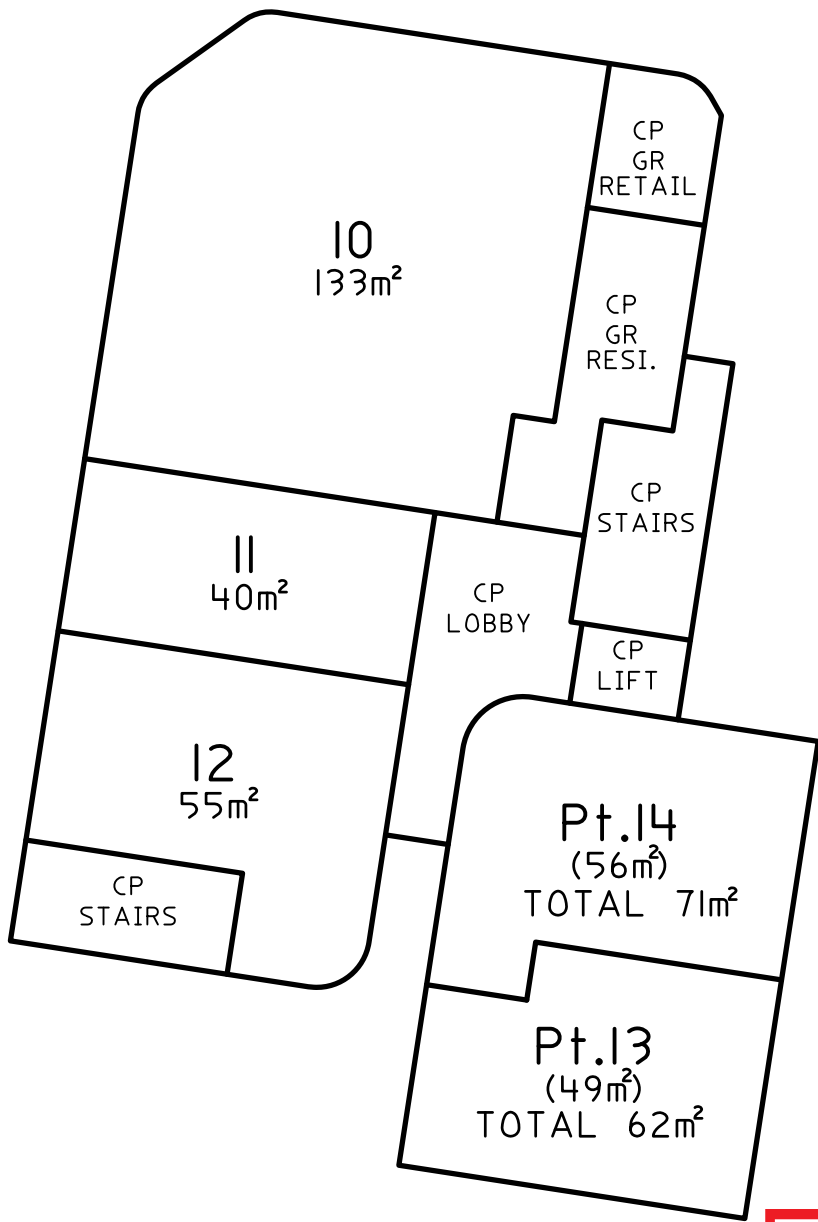 CP
GR
RETAIL
10
133m²
CP
GR
RESI.
CP
STAIRS
11
40m²
CP
LOBBY
CP
LIFT
12
55m²
Pt.14
(56m²)
TOTAL 71m²
CP
STAIRS
Pt.13
(49m²)
TOTAL 62m²